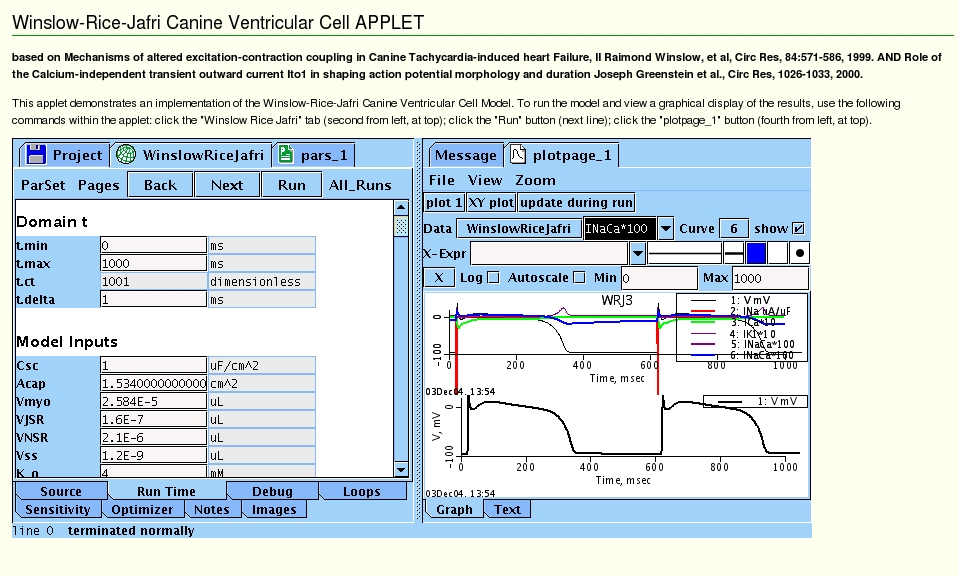 Winslow-Rice-Jafri Canine Ventricular Cell APPLET
based on Mechanisms of altered excitation-contraction coupling in Canine Tachycardia-induced heart Failure, II Raimond Winslow, et al, Circ Res, 84:571-586, 1999. AND Role of
the Calcium-independent transient outward current Ito1 in shaping action potential morphology and duration Joseph Greenstein et al., Circ Res, 1026-1033, 2000.
This applet demonstrates an implementation of the Winslow-Rice-Jafri Canine Ventricular Cell Model. To run the model and view a graphical display of the results, use the following
commands within the applet: click the "Winslow Rice Jafri" tab (second from left, at top); click the "Run" button (next line); click the "plotpage_1" button (fourth from left, at top).
Project WinslowRiceJafri pars_1
ParSet Pages Back Next Run All_Runs
Domain t
t.min 0 ms
t.max 1000 ms
t.ct 1001 dimensionless
t.delta 1 ms
Model Inputs
Csc 1 uF/cm^2
Acap 1.5340000000000 cm^2
Vmyo 2.584E-5 uL
VJSR 1.6E-7 uL
VNSR 2.1E-6 uL
Vss 1.2E-9 uL
K_o 4 mM
Source Run Time Debug Loops
Sensitivity Optimizer Notes Images
line 0 terminated normally
Message plotpage_1
File View Zoom
plot 1 XY plot update during run
Data WinslowRiceJafri INaCa*100 Curve 6 show
X-Expr
X Log Autoscale Min 0 Max 1000
WRJ3
1: V mV
2: INa uA/uF
3: ICa*10
4: IK1*10
5: INaCa*100
6: INaCa*100
0
-100
0 200 400 600 800 1000
Time, msec
03Dec04, 13:54
1: V mV
V, mV
0
-100
0 200 400 600 800 1000
Time, msec
03Dec04, 13:54
Graph Text